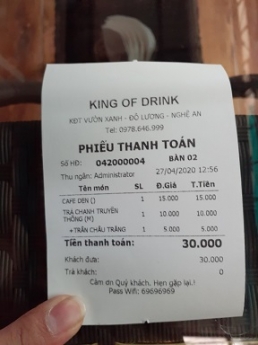 KING OF DRINK
KĐT VƯỜN XANH - ĐÔ LƯƠNG - NGHỆ AN
Tel: 0978.646.999
PHIẾU THANH TOÁN
Số HĐ: 042000004 BÀN 02
Thu ngân: Administrator 27/04/2020 12:56
Tên món SL Đ.Giá T.Tiền
CAFE ĐEN () 1 15.000 15.000
TRÀ CHANH TRUYỀN THỐNG (M) 1 10.000 10.000
+TRÂN CHÂU TRẮNG 1 5.000 5.000
Tiền thanh toán: 30.000
Khách đưa: 30.000
Trả khách: 0
Cảm ơn Quý khách. Hẹn gặp lại.!
Pass Wifi: 69696969